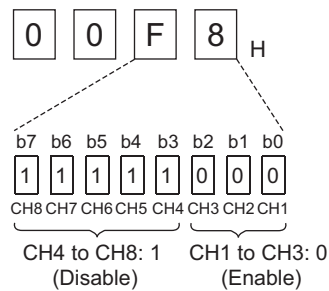 0 0 F 8 H
b7 b6 b5 b4 b3 b2 b1 b0
1 1 1 1 1 0 0 0
CH8 CH7 CH6 CH5 CH4 CH3 CH2 CH1
CH4 to CH8: 1 CH1 to CH3: 0
(Disable) (Enable)